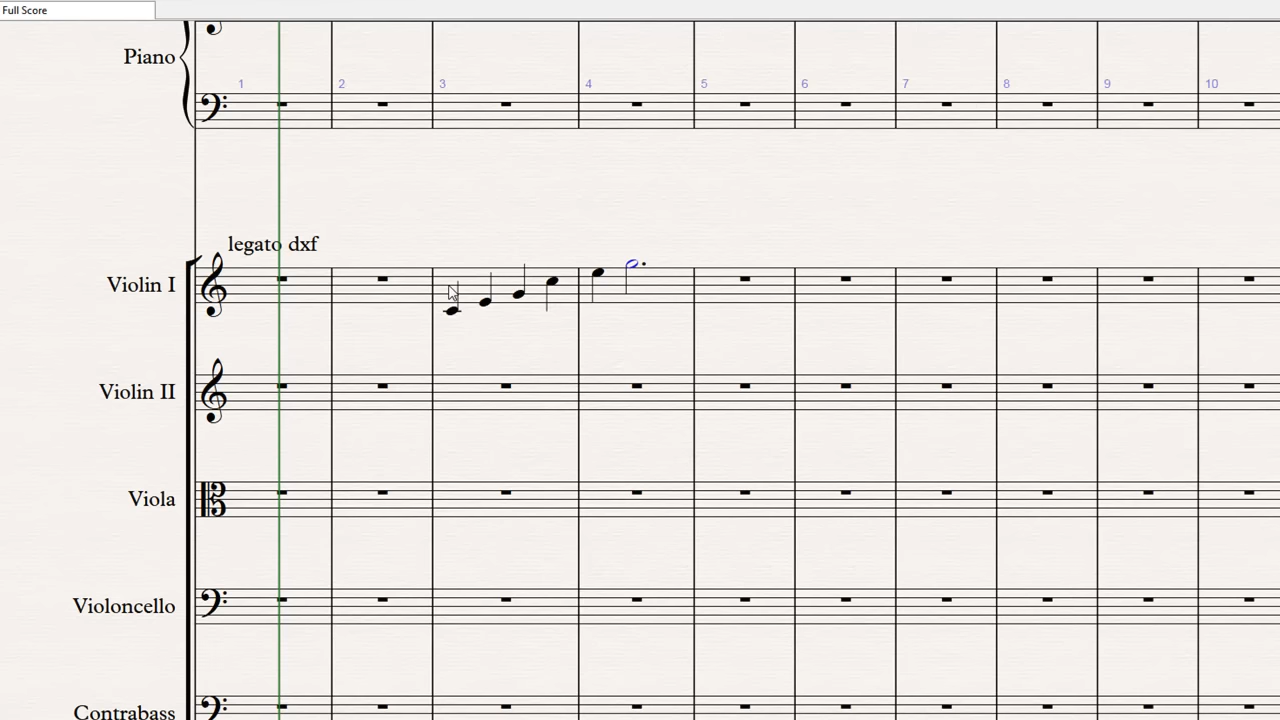 Full Score
Piano
1 2 3 4 5 6 7 8 9 10
legato dxf
Violin I
Violin II
Viola
Violoncello
Contrabass